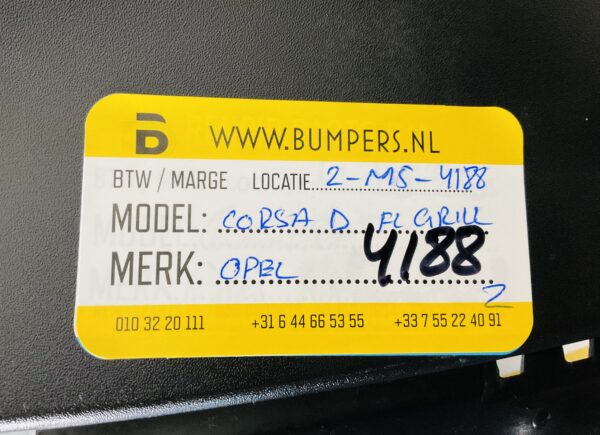 B WWW.BUMPERS.NL
BTW / MARGE LOCATIE 2-M5-4188
MODEL: CORSA D FL GRILL
MERK: OPEL 4188
2
010 32 20 111 +31 6 44 66 53 55 +33 7 55 22 40 91